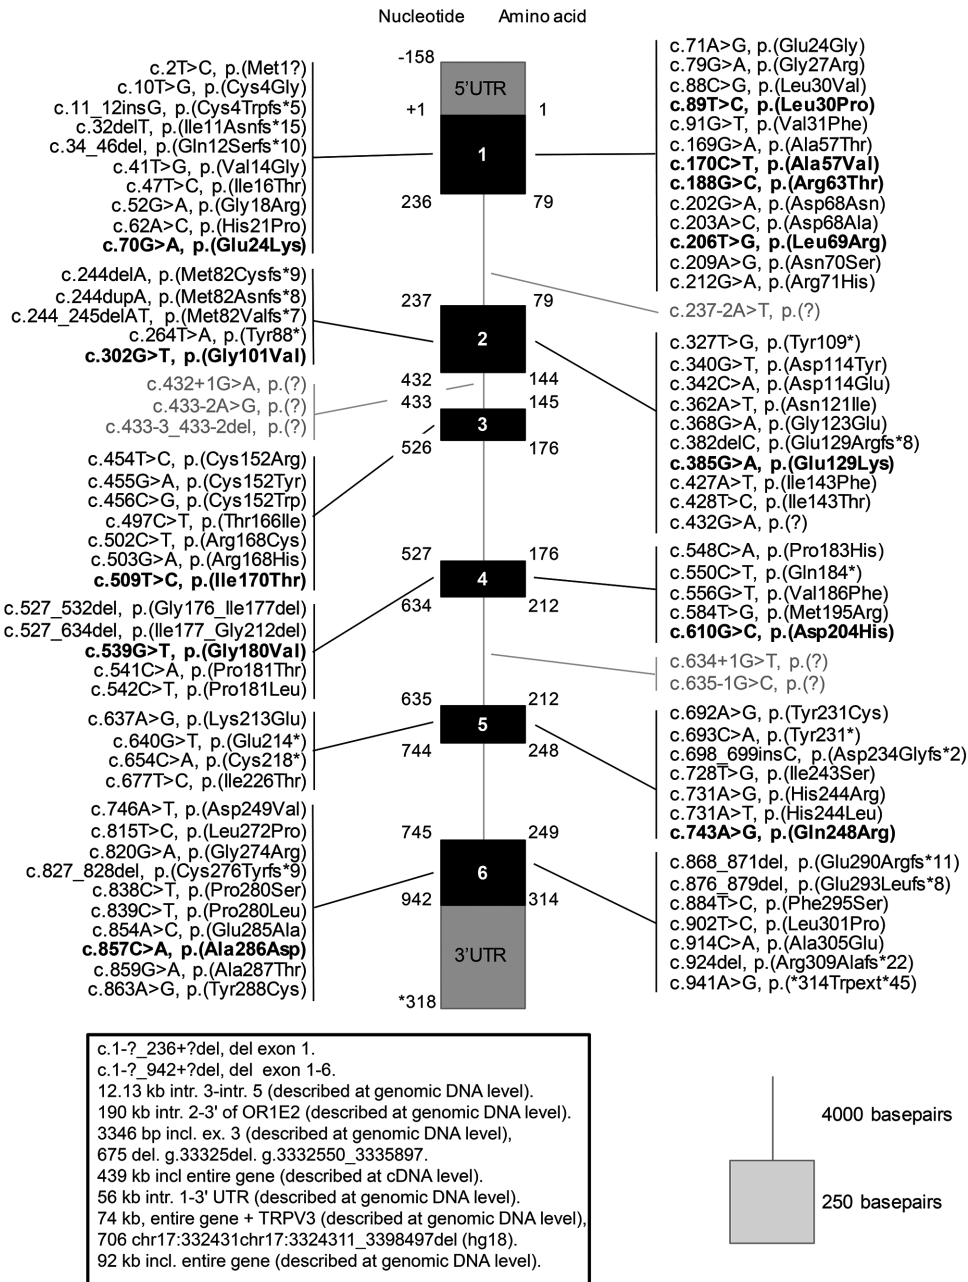 Nucleotide Amino acid
c.2T>C, p.(Met1?)
c.10T>G, p.(Cys4Gly)
c.11_12insG, p.(Cys4Trpfs*5)
c.32delT, p.(Ile11Asnfs*15)
c.34_46del, p.(Gln12Serfs*10)
c.41T>G, p.(Val14Gly)
c.47T>C, p.(Ile16Thr)
c.52G>A, p.(Gly18Arg)
c.62A>C, p.(His21Pro)
c.70G>A, p.(Glu24Lys)
c.244delA, p.(Met82Cysfs*9)
c.244dupA, p.(Met82Asnfs*8)
c.244_245delAT, p.(Met82Valfs*7)
c.264T>A, p.(Tyr88*)
c.302G>T, p.(Gly101Val)
c.432+1G>A, p.(?)
c.433-2A>G, p.(?)
c.433-3_433-2del, p.(?)
c.454T>C, p.(Cys152Arg)
c.455G>A, p.(Cys152Tyr)
c.456C>G, p.(Cys152Trp)
c.497C>T, p.(Thr166Ile)
c.502C>T, p.(Arg168Cys)
c.503G>A, p.(Arg168His)
c.509T>C, p.(Ile170Thr)
c.527_532del, p.(Gly176_Ile177del)
c.527_634del, p.(Ile177_Gly212del)
c.539G>T, p.(Gly180Val)
c.541C>A, p.(Pro181Thr)
c.542C>T, p.(Pro181Leu)
c.637A>G, p.(Lys213Glu)
c.640G>T, p.(Glu214*)
c.654C>A, p.(Cys218*)
c.677T>C, p.(Ile226Thr)
c.746A>T, p.(Asp249Val)
c.815T>C, p.(Leu272Pro)
c.820G>A, p.(Gly274Arg)
c.827_828del, p.(Cys276Tyrfs*9)
c.838C>T, p.(Pro280Ser)
c.839C>T, p.(Pro280Leu)
c.854A>C, p.(Glu285Ala)
c.857C>A, p.(Ala286Asp)
c.859G>A, p.(Ala287Thr)
c.863A>G, p.(Tyr288Cys)
-158
5'UTR
+1 1
1
236 79
237 79
2
432 144
433 145
3
526 176
527 176
4
634 212
635 212
5
744 248
745 249
6
942 314
3'UTR
*318
c.71A>G, p.(Glu24Gly)
c.79G>A, p.(Gly27Arg)
c.88C>G, p.(Leu30Val)
c.89T>C, p.(Leu30Pro)
c.91G>T, p.(Val31Phe)
c.169G>A, p.(Ala57Thr)
c.170C>T, p.(Ala57Val)
c.188G>C, p.(Arg63Thr)
c.202G>A, p.(Asp68Asn)
c.203A>C, p.(Asp68Ala)
c.206T>G, p.(Leu69Arg)
c.209A>G, p.(Asn70Ser)
c.212G>A, p.(Arg71His)
c.237-2A>T, p.(?)
c.327T>G, p.(Tyr109*)
c.340G>T, p.(Asp114Tyr)
c.342C>A, p.(Asp114Glu)
c.362A>T, p.(Asn121Ile)
c.368G>A, p.(Gly123Glu)
c.382delC, p.(Glu129Argfs*8)
c.385G>A, p.(Glu129Lys)
c.427A>T, p.(Ile143Phe)
c.428T>C, p.(Ile143Thr)
c.432G>A, p.(?)
c.548C>A, p.(Pro183His)
c.550C>T, p.(Gln184*)
c.556G>T, p.(Val186Phe)
c.584T>G, p.(Met195Arg)
c.610G>C, p.(Asp204His)
c.634+1G>T, p.(?)
c.635-1G>C, p.(?)
c.692A>G, p.(Tyr231Cys)
c.693C>A, p.(Tyr231*)
c.698_699insC, p.(Asp234Glyfs*2)
c.728T>G, p.(Ile243Ser)
c.731A>G, p.(His244Arg)
c.731A>T, p.(His244Leu)
c.743A>G, p.(Gln248Arg)
c.868_871del, p.(Glu290Argfs*11)
c.876_879del, p.(Glu293Leufs*8)
c.884T>C, p.(Phe295Ser)
c.902T>C, p.(Leu301Pro)
c.914C>A, p.(Ala305Glu)
c.924del, p.(Arg309Alafs*22)
c.941A>G, p.(*314Trpext*45)
c.1-?_236+?del, del exon 1.
c.1-?_942+?del, del exon 1-6.
12.13 kb intr. 3-intr. 5 (described at genomic DNA level).
190 kb intr. 2-3' of OR1E2 (described at genomic DNA level).
3346 bp incl. ex. 3 (described at genomic DNA level),
675 del. g.33325del. g.3332550_3335897.
439 kb incl entire gene (described at cDNA level).
56 kb intr. 1-3' UTR (described at genomic DNA level).
74 kb, entire gene + TRPV3 (described at genomic DNA level),
706 chr17:332431chr17:3324311_3398497del (hg18).
92 kb incl. entire gene (described at genomic DNA level).
4000 basepairs
250 basepairs